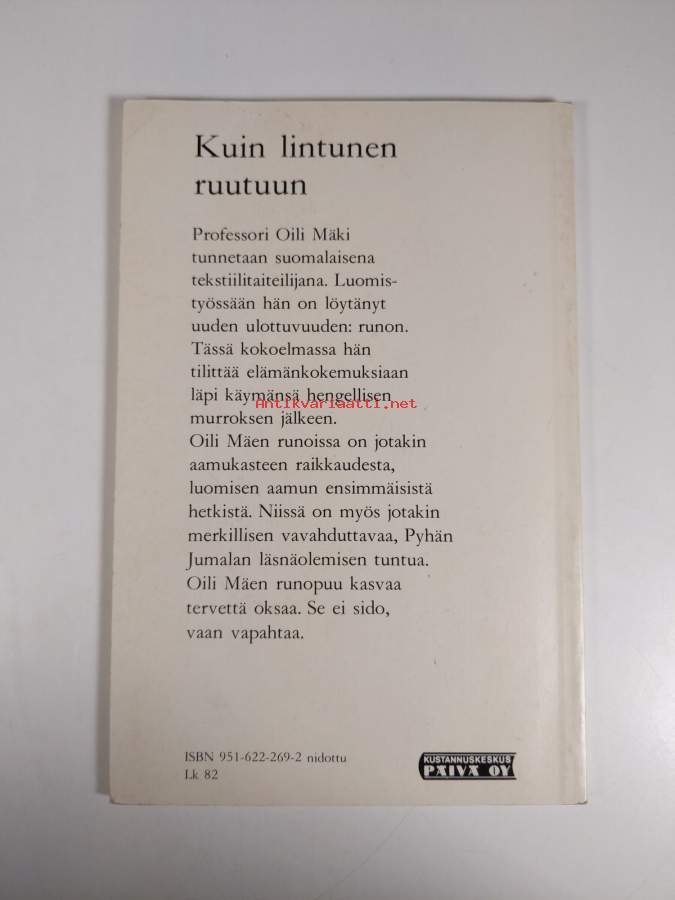 Kuin lintunen
ruutuun
Professori Oili Mäki
tunnetaan suomalaisena
tekstiilitaiteilijana. Luomis-
työssään hän on löytänyt
uuden ulottuvuuden: runon.
Tässä kokoelmassa hän
tilittää elämänkokemuksiaan
läpi käymänsä hengellisen
Antikvariaatti.net
murroksen jälkeen.
Oili Mäen runoissa on jotakin
aamukasteen raikkaudesta,
luomisen aamun ensimmäisistä
hetkistä. Niissä on myös jotakin
merkillisen vavahduttavaa, Pyhän
Jumalan läsnäolemisen tuntua.
Oili Mäen runopuu kasvaa
tervettä oksaa. Se ei sido,
vaan vapahtaa.
ISBN 951-622-269-2 nidottu
Lk 82
KUSTANNUSKESKUS
PÄIVÄ OY